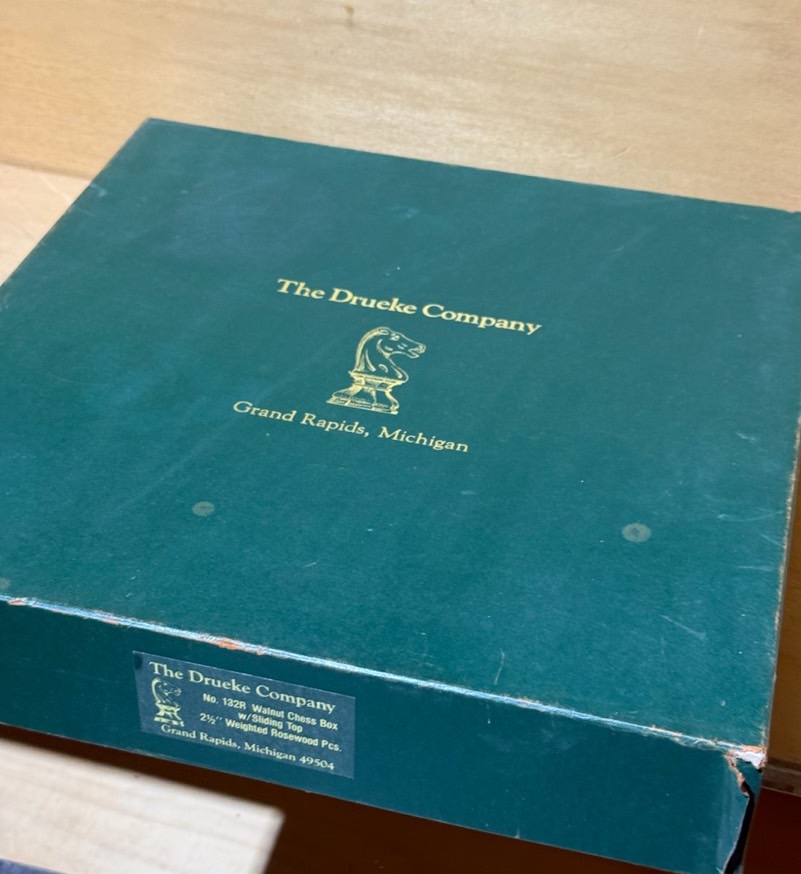 The Drueke Company
Grand Rapids, Michigan
The Drueke Company
No. 132R Walnut Chess Box
w/Sliding Top
2½'' Weighted Rosewood Pcs.
Grand Rapids, Michigan 49504